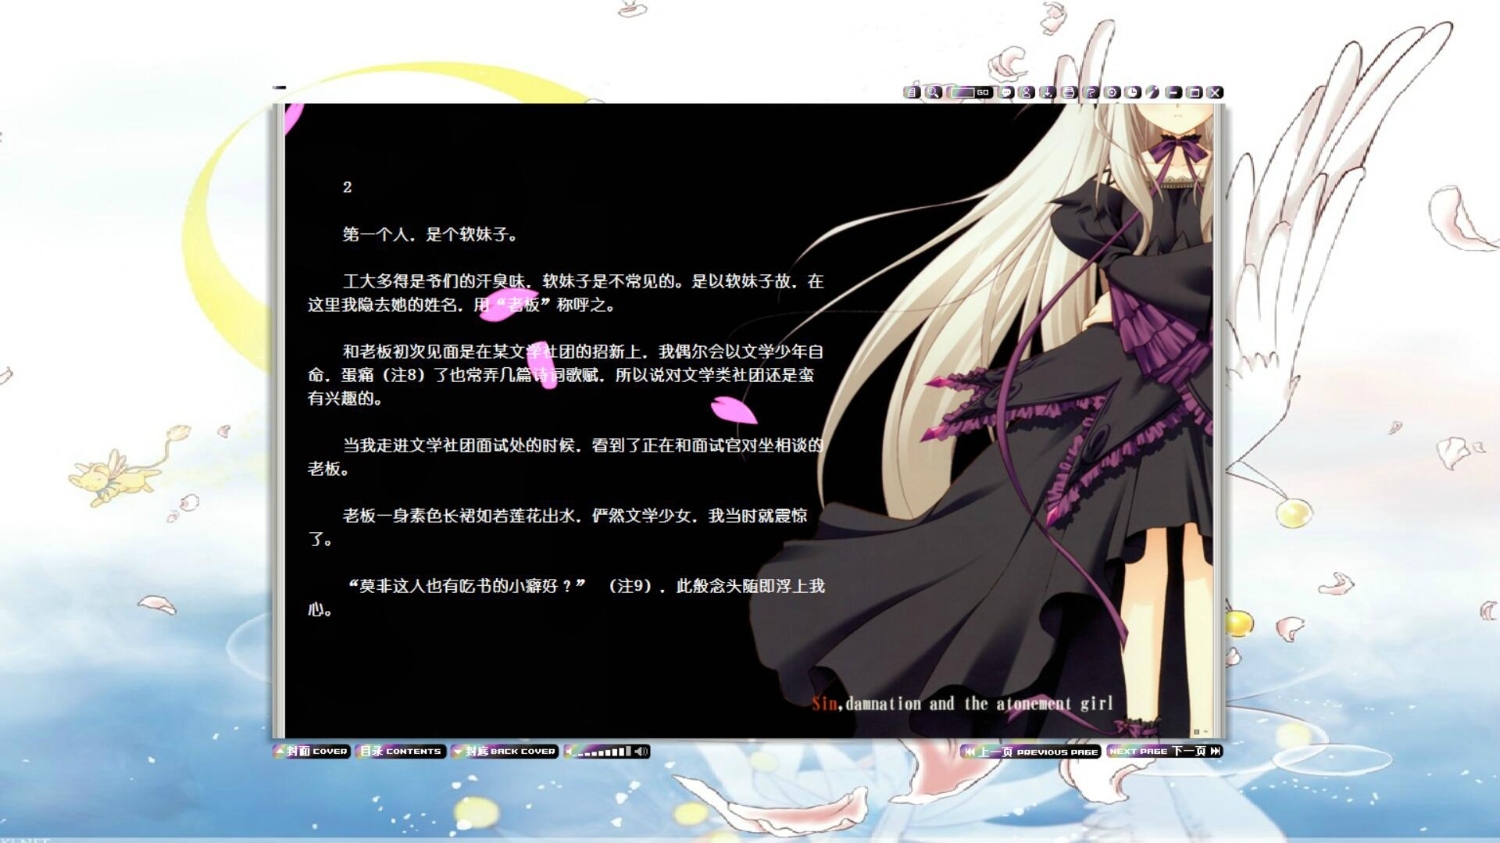 GO
2
第一个人，是个软妹子。
工大多得是爷们的汗臭味，软妹子是不常见的。是以软妹子故，在
这里我隐去她的姓名，用“老板”称呼之。
和老板初次见面是在某文学社团的招新上，我偶尔会以文学少年自
命，蛋痛（注8）了也常弄几篇诗词歌赋，所以说对文学类社团还是蛮
有兴趣的。
当我走进文学社团面试处的时候，看到了正在和面试官对坐相谈的
老板。
老板一身素色长裙如若莲花出水，俨然文学少女，我当时就震惊
了。
“莫非这人也有吃书的小癖好？”（注9），此般念头随即浮上我
心。
Sin,damnation and the atonement girl
封面 COVER 目录 CONTENTS 封底 BACK COVER 上一页 PREVIOUS PAGE NEXT PAGE 下一页